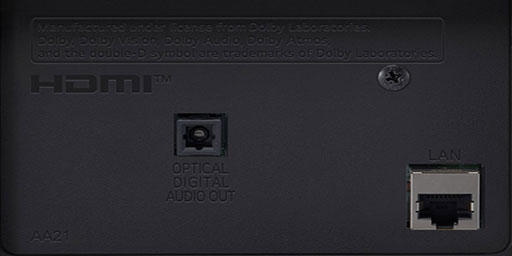 Manufactured under license from Dolby Laboratories.
Dolby, Dolby Vision, Dolby Audio, Dolby Atmos,
and the double-D symbol are trademarks of Dolby Laboratories.
HDMI™
OPTICAL
DIGITAL
AUDIO OUT
LAN
AA21